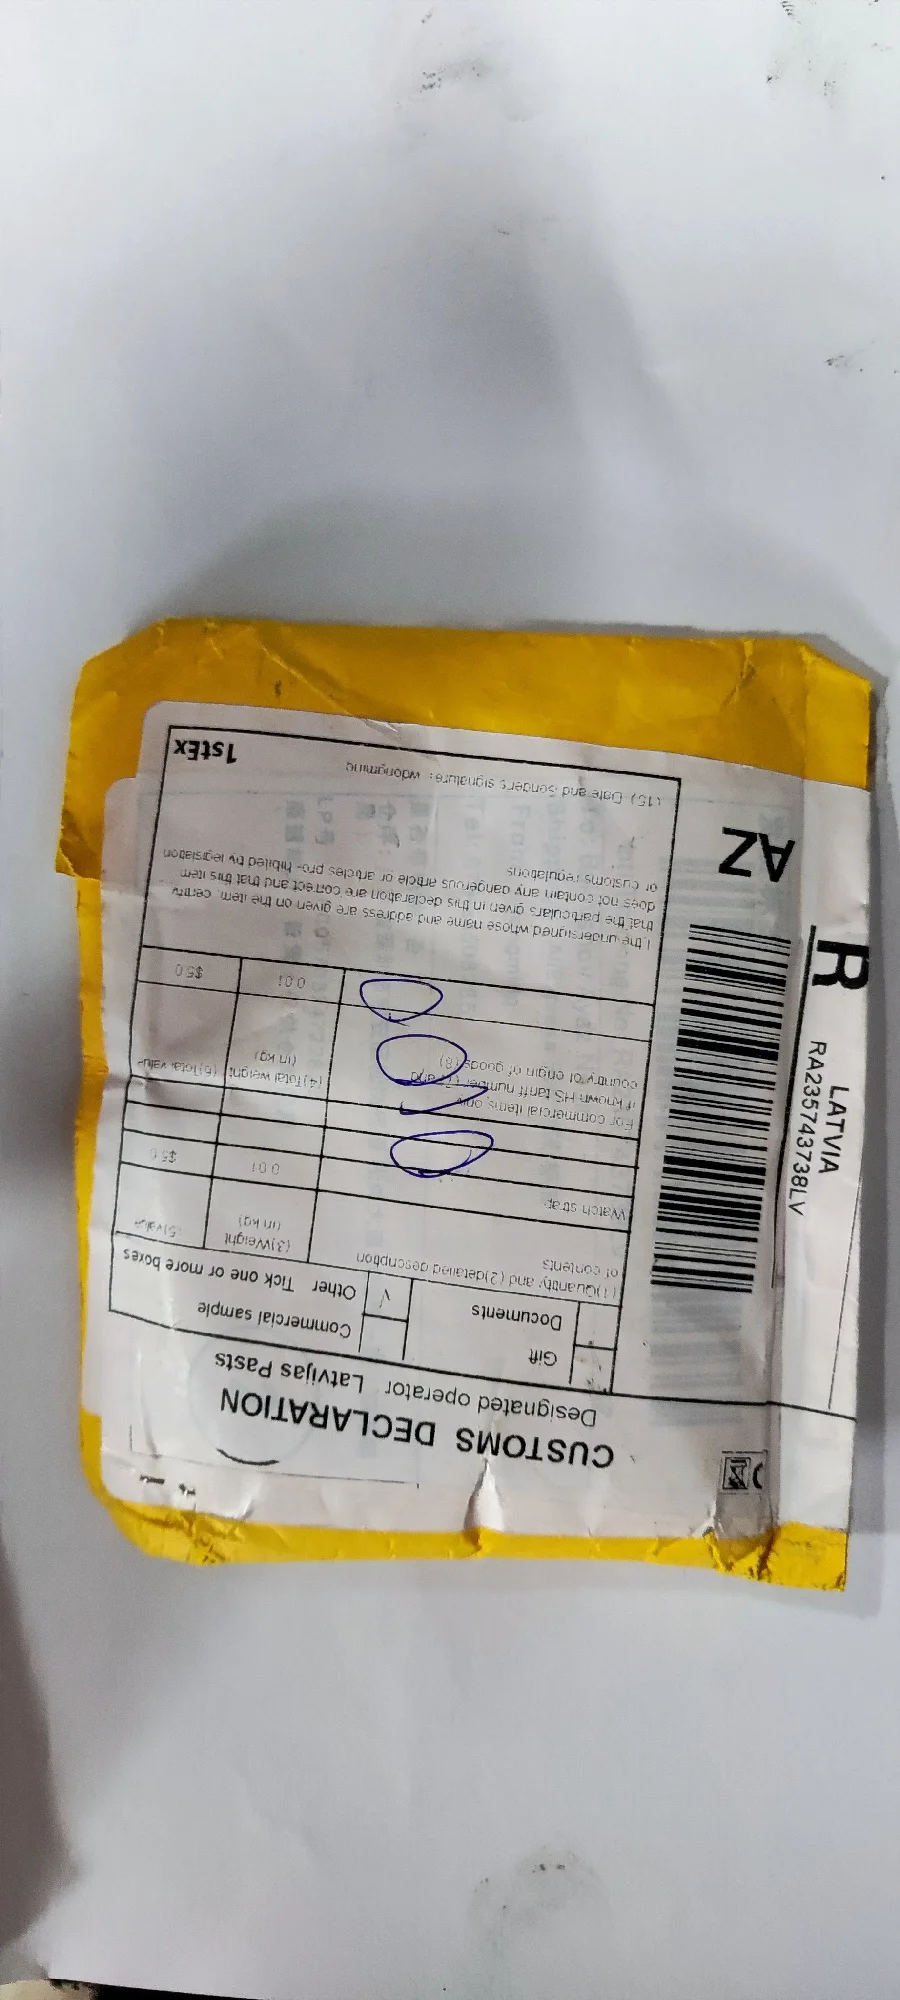 CUSTOMS DECLARATION
Designated operator Latvijas Pasts
Gift
Commercial sample
Documents
Other Tick one or more boxes
(1)Quantity and (2)detailed description
of contents
(3)Weight
(in kg)
(5)Value
Watch strap
0.01
$5.0
For commercial items only
if known HS tariff number (7) and
country of origin of goods(8)
(4)Total weight
(in kg)
(6)Total value
0.01
$5.0
I, the undersigned whose name and address are given on the item, certify
that the particulars given in this declaration are correct and that this item
does not contain any dangerous article or articles pro- hibited by legislation
or customs regulations
(15) Date and sender's signature: wdongming
1stEx
AZ
R
LATVIA
RA235743738LV